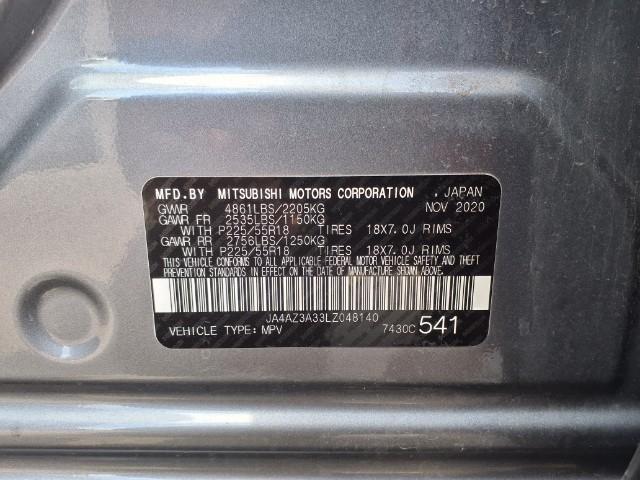 MFD.BY MITSUBISHI MOTORS CORPORATION , JAPAN
GVWR 4861LBS/2205KG NOV 2020
GAWR FR 2535LBS/1150KG
WITH P225/55R18 TIRES 18X7.0J RIMS
GAWR RR 2756LBS/1250KG
WITH P225/55R18 TIRES 18X7.0J RIMS
THIS VEHICLE CONFORMS TO ALL APPLICABLE FEDERAL MOTOR VEHICLE SAFETY AND THEFT
PREVENTION STANDARDS IN EFFECT ON THE DATE OF MANUFACTURE SHOWN ABOVE.
JA4AZ3A33LZ048140
VEHICLE TYPE: MPV 7430C 541